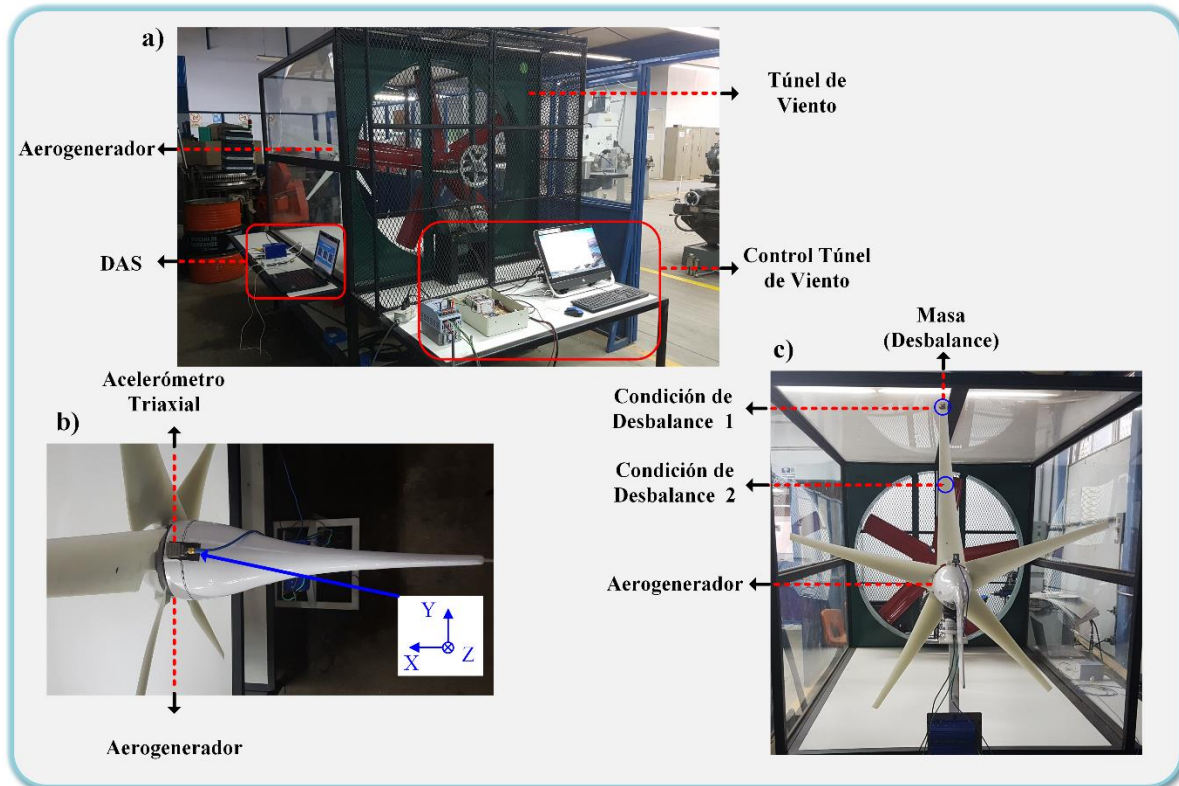 a)
Túnel de
Viento
Aerogenerador
DAS
Control Túnel
de Viento
Acelerómetro
Triaxial
b)
Y
X
Z
Aerogenerador
c)
Masa
(Desbalance)
Condición de
Desbalance 1
Condición de
Desbalance 2
Aerogenerador